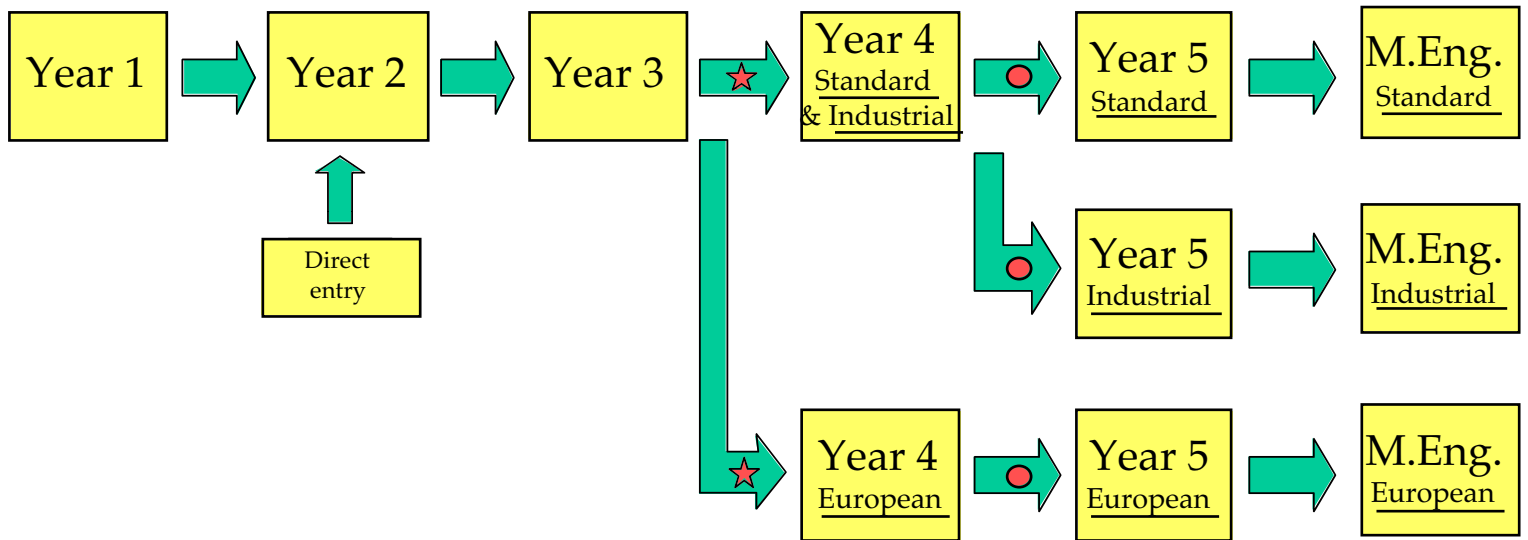 Year 1
Year 2
Year 3
Year 4
Standard
& Industrial
Year 5
Standard
M.Eng.
Standard
Direct
entry
Year 5
Industrial
M.Eng.
Industrial
Year 4
European
Year 5
European
M.Eng.
European